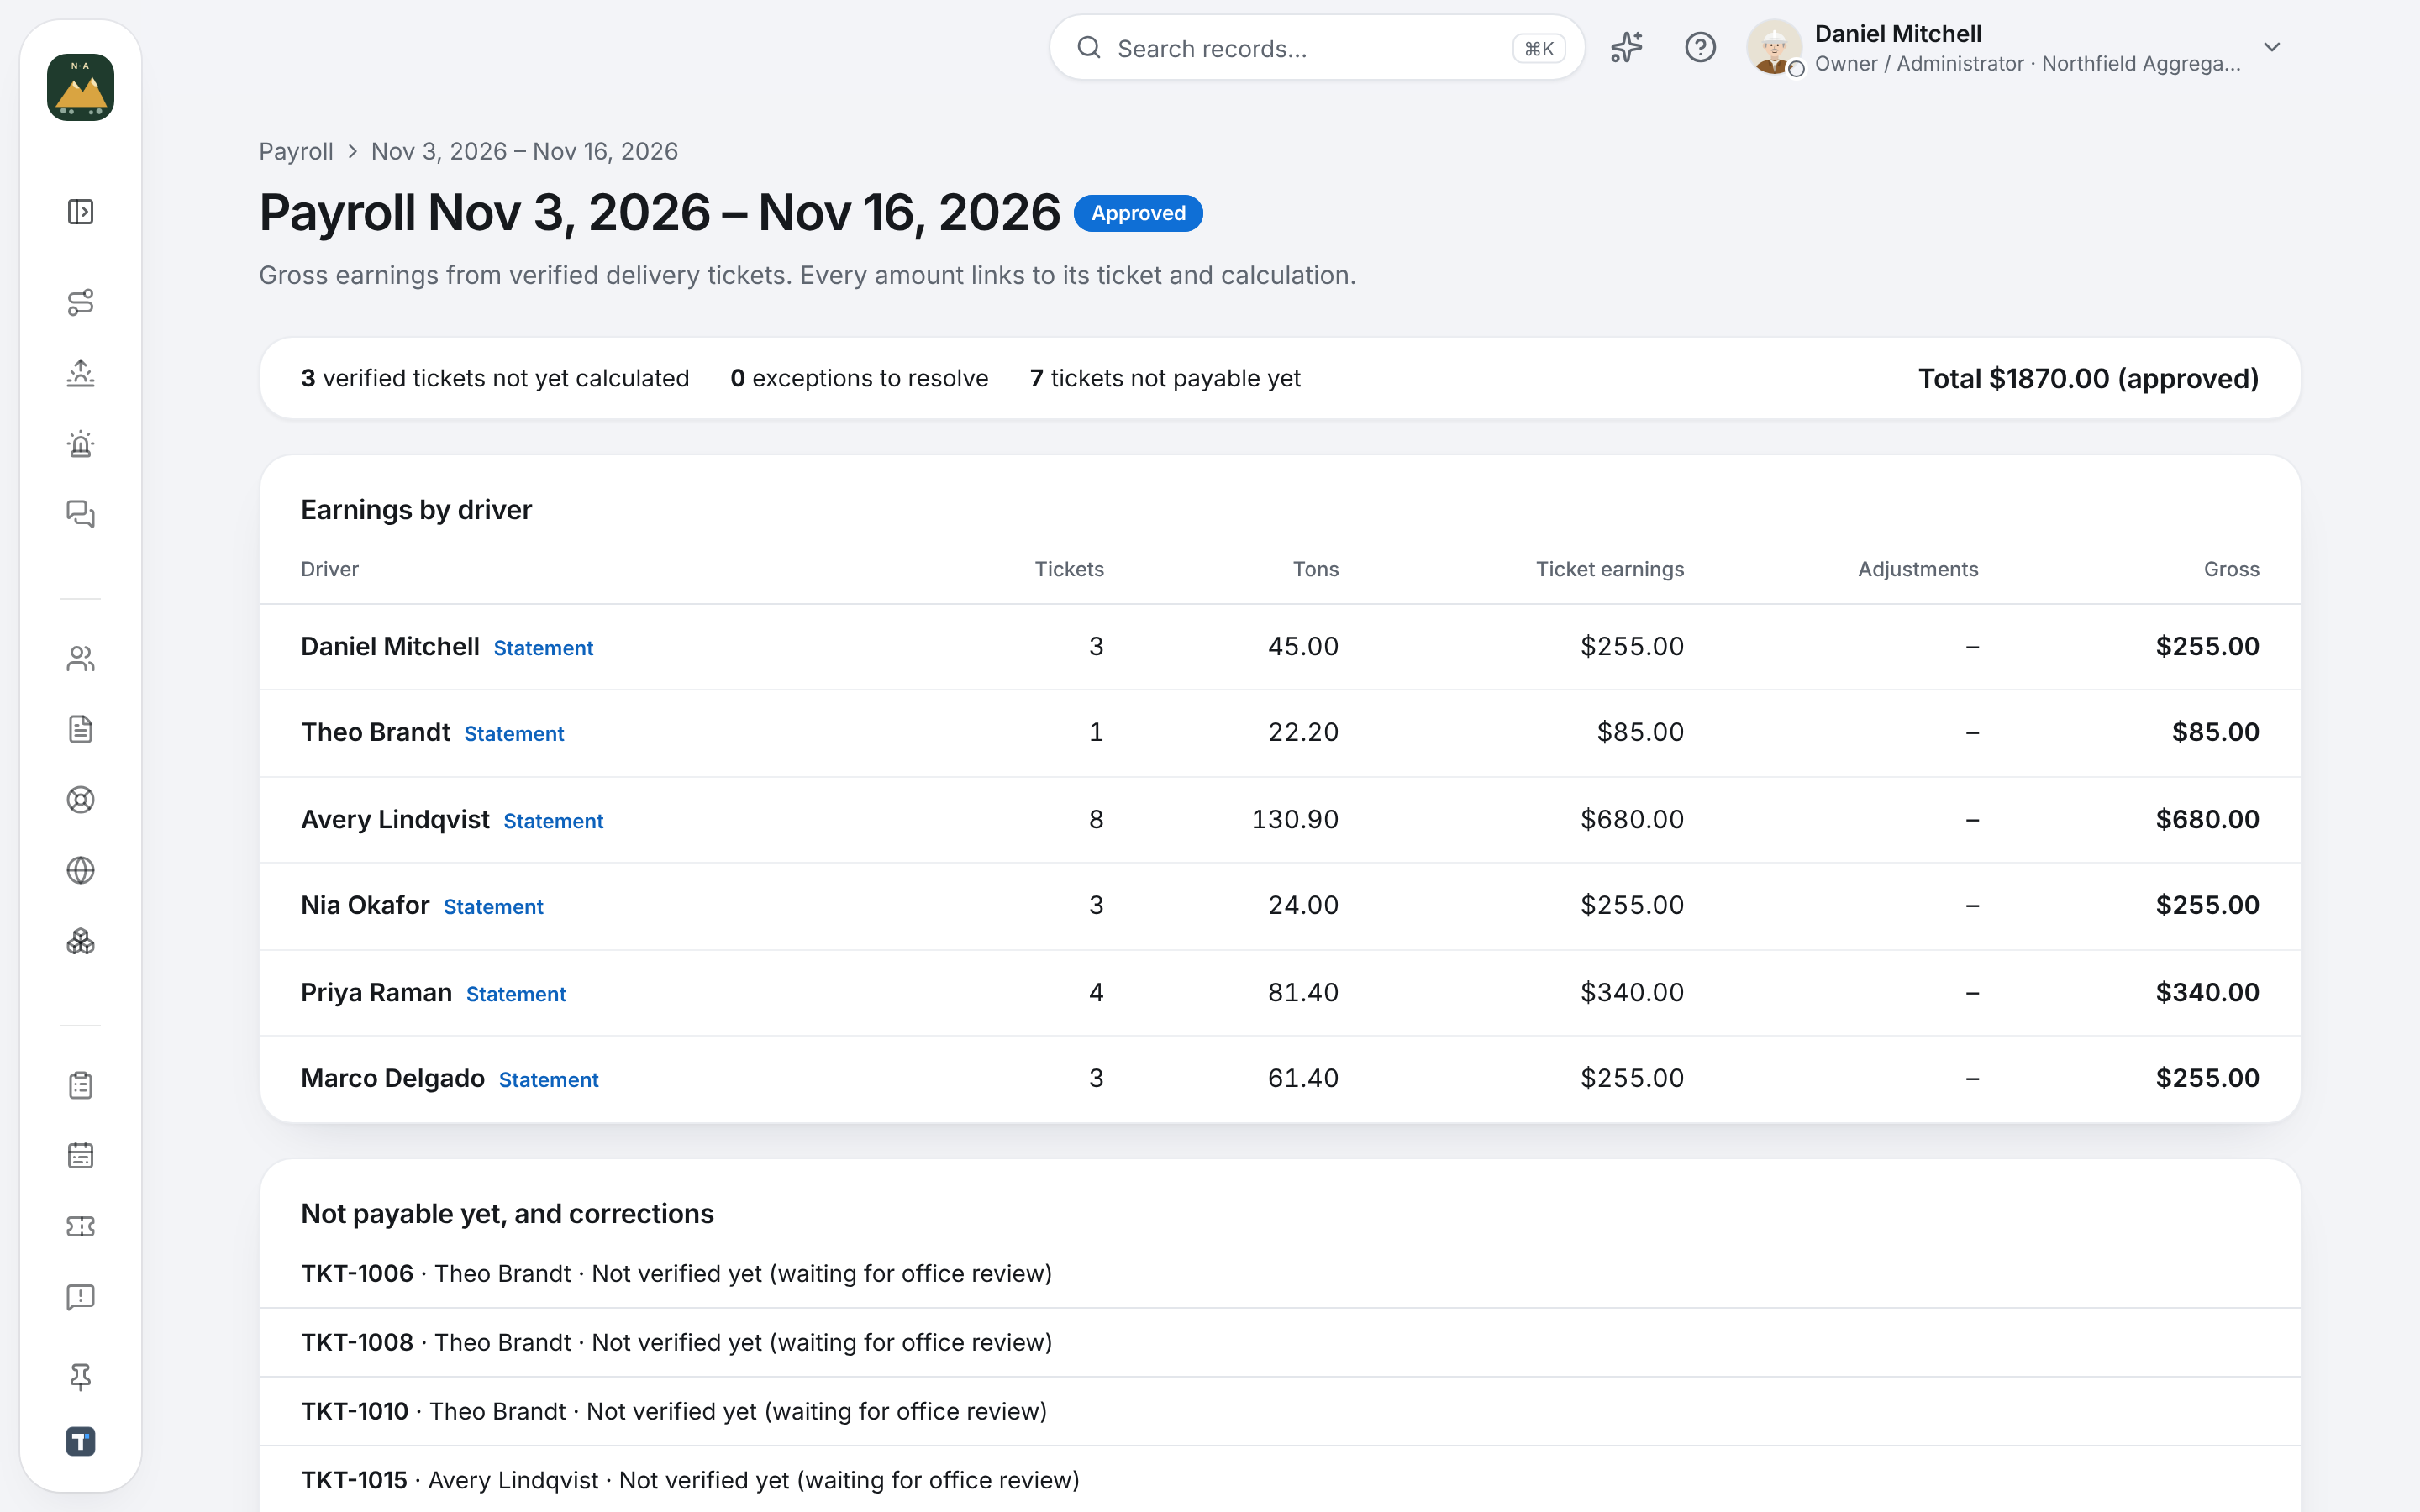 N·A
Search records...
⌘K
Daniel Mitchell
Owner / Administrator · Northfield Aggrega...
Payroll > Nov 3, 2026 – Nov 16, 2026
Payroll Nov 3, 2026 – Nov 16, 2026 Approved
Gross earnings from verified delivery tickets. Every amount links to its ticket and calculation.
3 verified tickets not yet calculated 0 exceptions to resolve 7 tickets not payable yet Total $1870.00 (approved)
Earnings by driver
Driver Tickets Tons Ticket earnings Adjustments Gross
Daniel Mitchell Statement 3 45.00 $255.00 – $255.00
Theo Brandt Statement 1 22.20 $85.00 – $85.00
Avery Lindqvist Statement 8 130.90 $680.00 – $680.00
Nia Okafor Statement 3 24.00 $255.00 – $255.00
Priya Raman Statement 4 81.40 $340.00 – $340.00
Marco Delgado Statement 3 61.40 $255.00 – $255.00
Not payable yet, and corrections
TKT-1006 · Theo Brandt · Not verified yet (waiting for office review)
TKT-1008 · Theo Brandt · Not verified yet (waiting for office review)
TKT-1010 · Theo Brandt · Not verified yet (waiting for office review)
TKT-1015 · Avery Lindqvist · Not verified yet (waiting for office review)
T